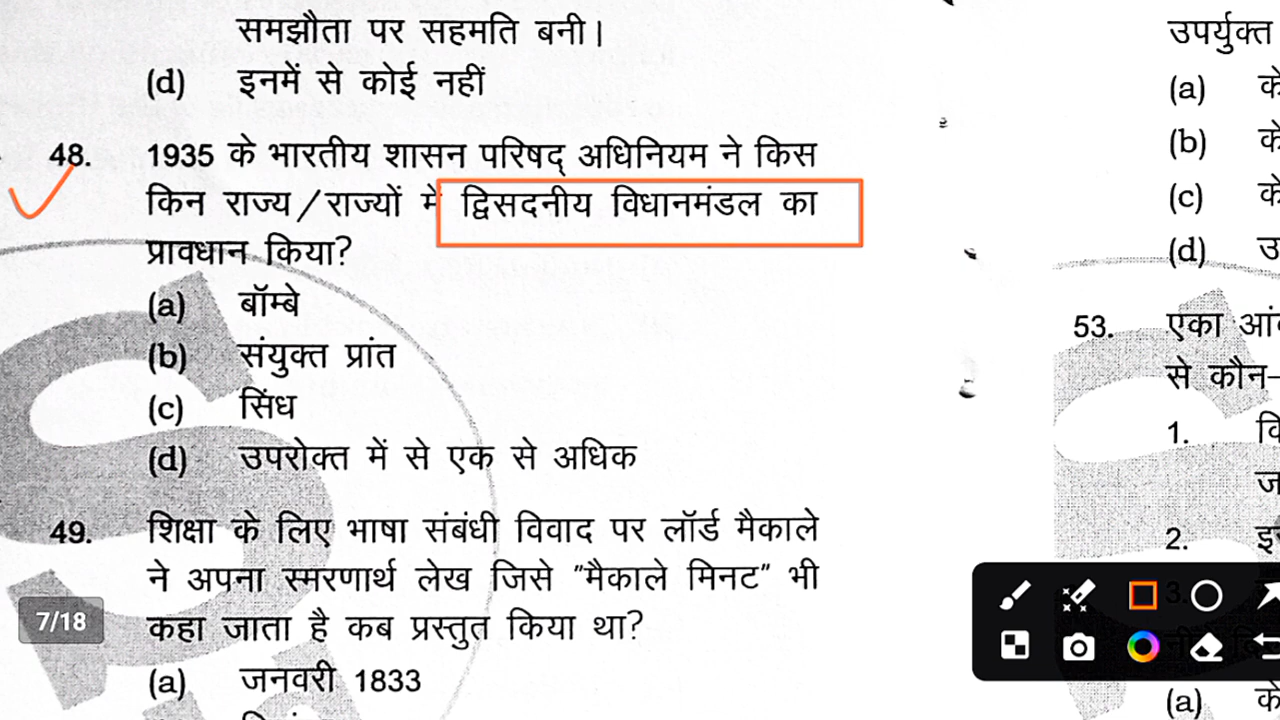 समझौता पर सहमति बनी।
(d) इनमें से कोई नहीं
48. 1935 के भारतीय शासन परिषद् अधिनियम ने किस
किन राज्य/राज्यों में द्विसदनीय विधानमंडल का
प्रावधान किया?
(a) बॉम्बे
(b) संयुक्त प्रांत
(c) सिंध
(d) उपरोक्त में से एक से अधिक
49. शिक्षा के लिए भाषा संबंधी विवाद पर लॉर्ड मैकाले
ने अपना स्मरणार्थ लेख जिसे "मैकाले मिनट" भी
कहा जाता है कब प्रस्तुत किया था?
(a) जनवरी 1833
7/18
उपर्युक्त
(a) के
(b) के
(c) के
(d)
53. एका
से कौन-
1.
2.
3.
(a) के